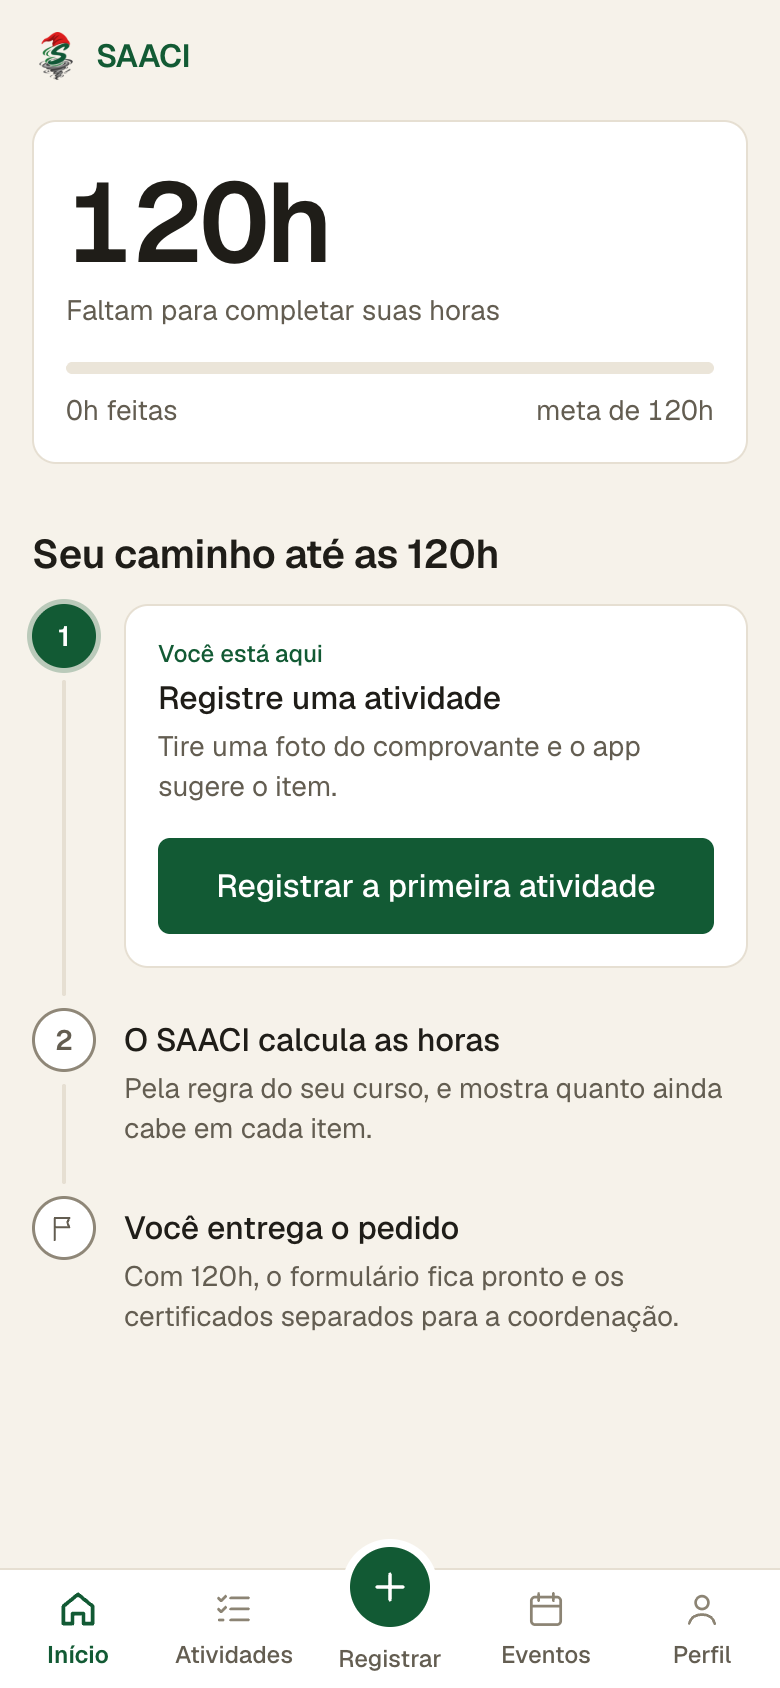 SAACI
120h
Faltam para completar suas horas
0h feitas
meta de 120h
Seu caminho até as 120h
1
Você está aqui
Registre uma atividade
Tire uma foto do comprovante e o app
sugere o item.
Registrar a primeira atividade
2
O SAACI calcula as horas
Pela regra do seu curso, e mostra quanto ainda
cabe em cada item.
Você entrega o pedido
Com 120h, o formulário fica pronto e os
certificados separados para a coordenação.
Início
Atividades
Registrar
Eventos
Perfil